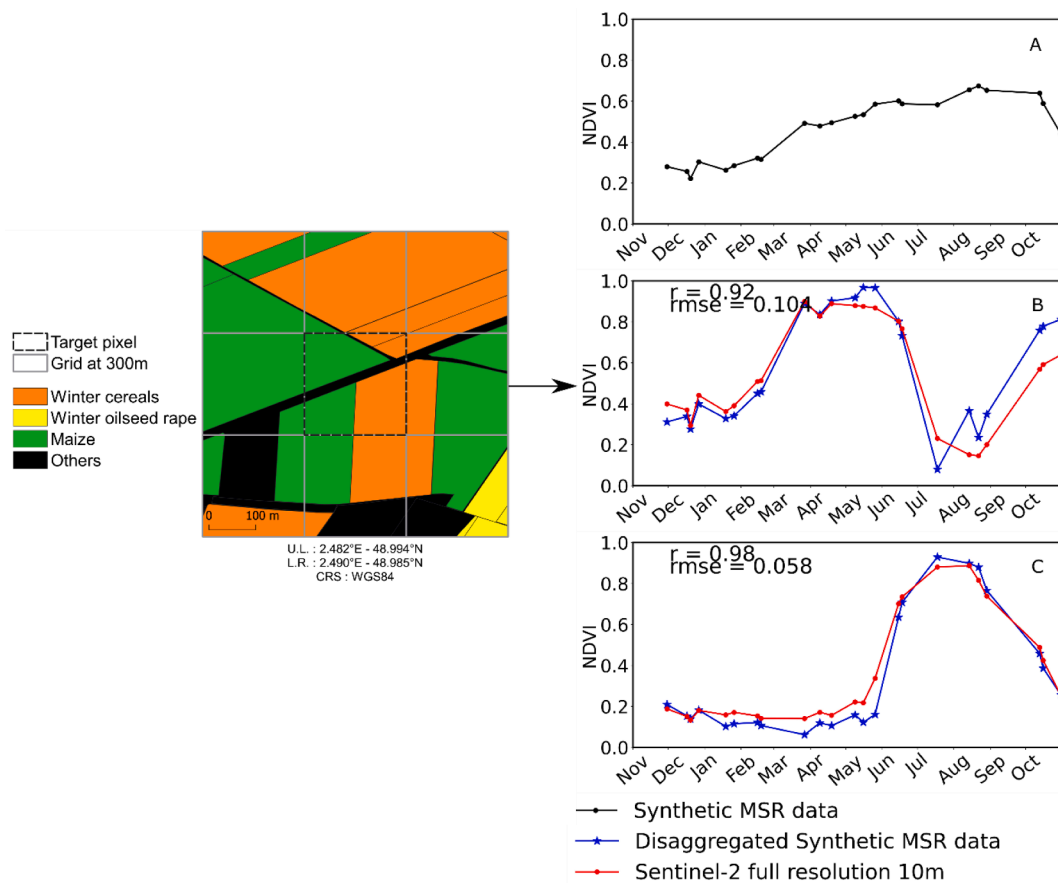 A
NDVI
1.0
0.8
0.6
0.4
0.2
0.0
Nov
Dec
Jan
Feb
Mar
Apr
May
Jun
Jul
Aug
Sep
Oct
Target pixel
Grid at 300m
Winter cereals
Winter oilseed rape
Maize
Others
0 100 m
U.L. : 2.482°E - 48.994°N
L.R. : 2.490°E - 48.985°N
CRS : WGS84
B
r = 0.92
rmse = 0.104
NDVI
1.0
0.8
0.6
0.4
0.2
0.0
Nov
Dec
Jan
Feb
Mar
Apr
May
Jun
Jul
Aug
Sep
Oct
C
r = 0.98
rmse = 0.058
NDVI
1.0
0.8
0.6
0.4
0.2
0.0
Nov
Dec
Jan
Feb
Mar
Apr
May
Jun
Jul
Aug
Sep
Oct
Synthetic MSR data
Disaggregated Synthetic MSR data
Sentinel-2 full resolution 10m